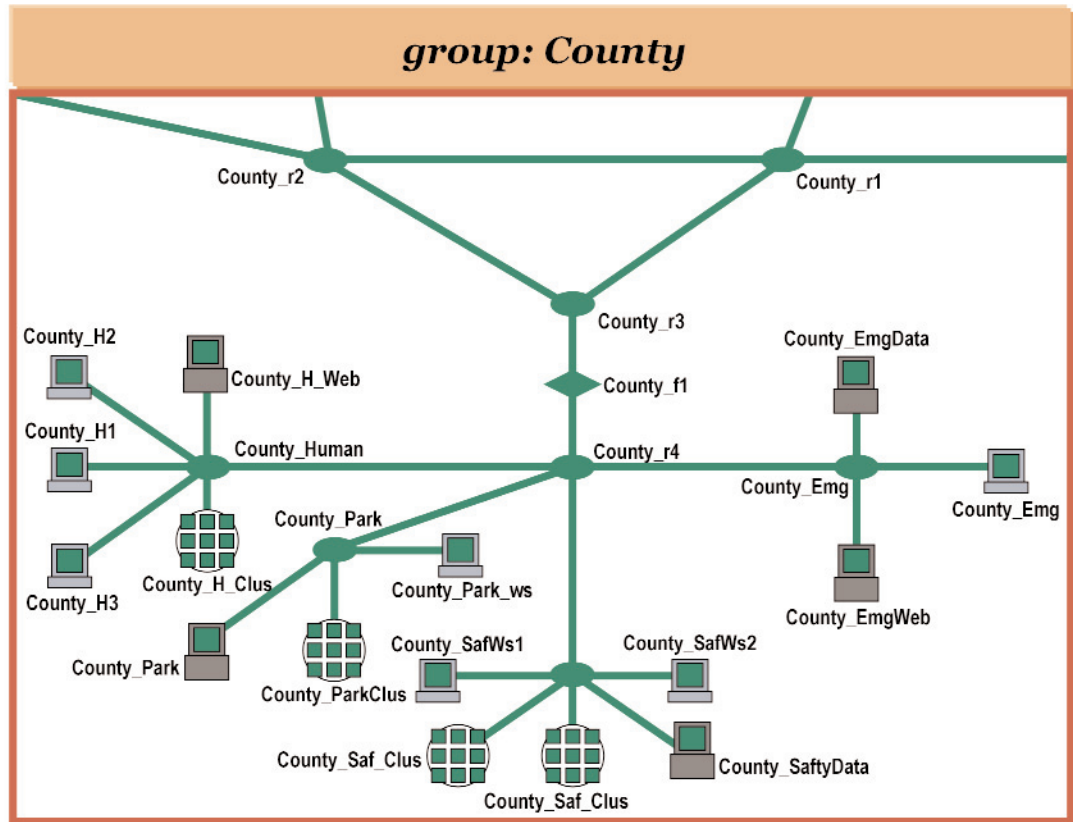 group: County
County_r2
County_r1
County_r3
County_H2
County_EmgData
County_H_Web
County_f1
County_H1
County_Human
County_r4
County_Emg
County_Emg
County_Park
County_H_Clus
County_Park_ws
County_H3
County_EmgWeb
County_SafWs1
County_SafWs2
County_Park
County_ParkClus
County_Saf_Clus
County_SaftyData
County_Saf_Clus